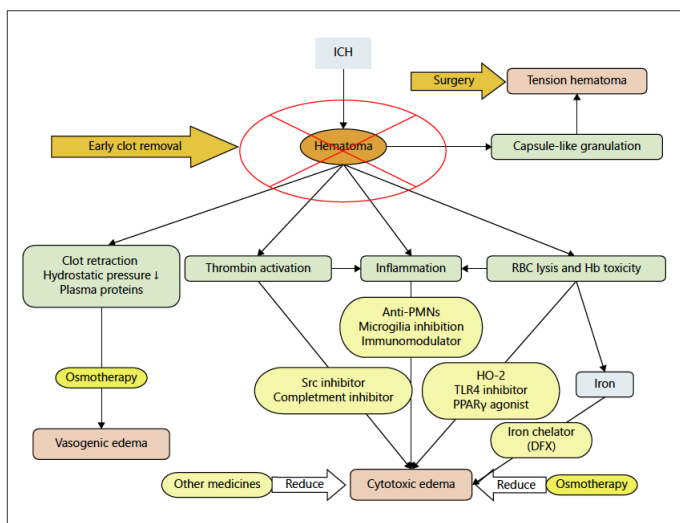 ICH
Surgery
Tension hematoma
Early clot removal
Hematoma
Capsule-like granulation
Clot retraction
Hydrostatic pressure ↓
Plasma proteins
Thrombin activation
Inflammation
RBC lysis and Hb toxicity
Anti-PMNs
Microgilia inhibition
Immunomodulator
Osmotherapy
Src inhibitor
Completment inhibitor
HO-2
TLR4 inhibitor
PPARγ agonist
Iron
Vasogenic edema
Iron chelator
(DFX)
Other medicines
Reduce
Cytotoxic edema
Reduce
Osmotherapy